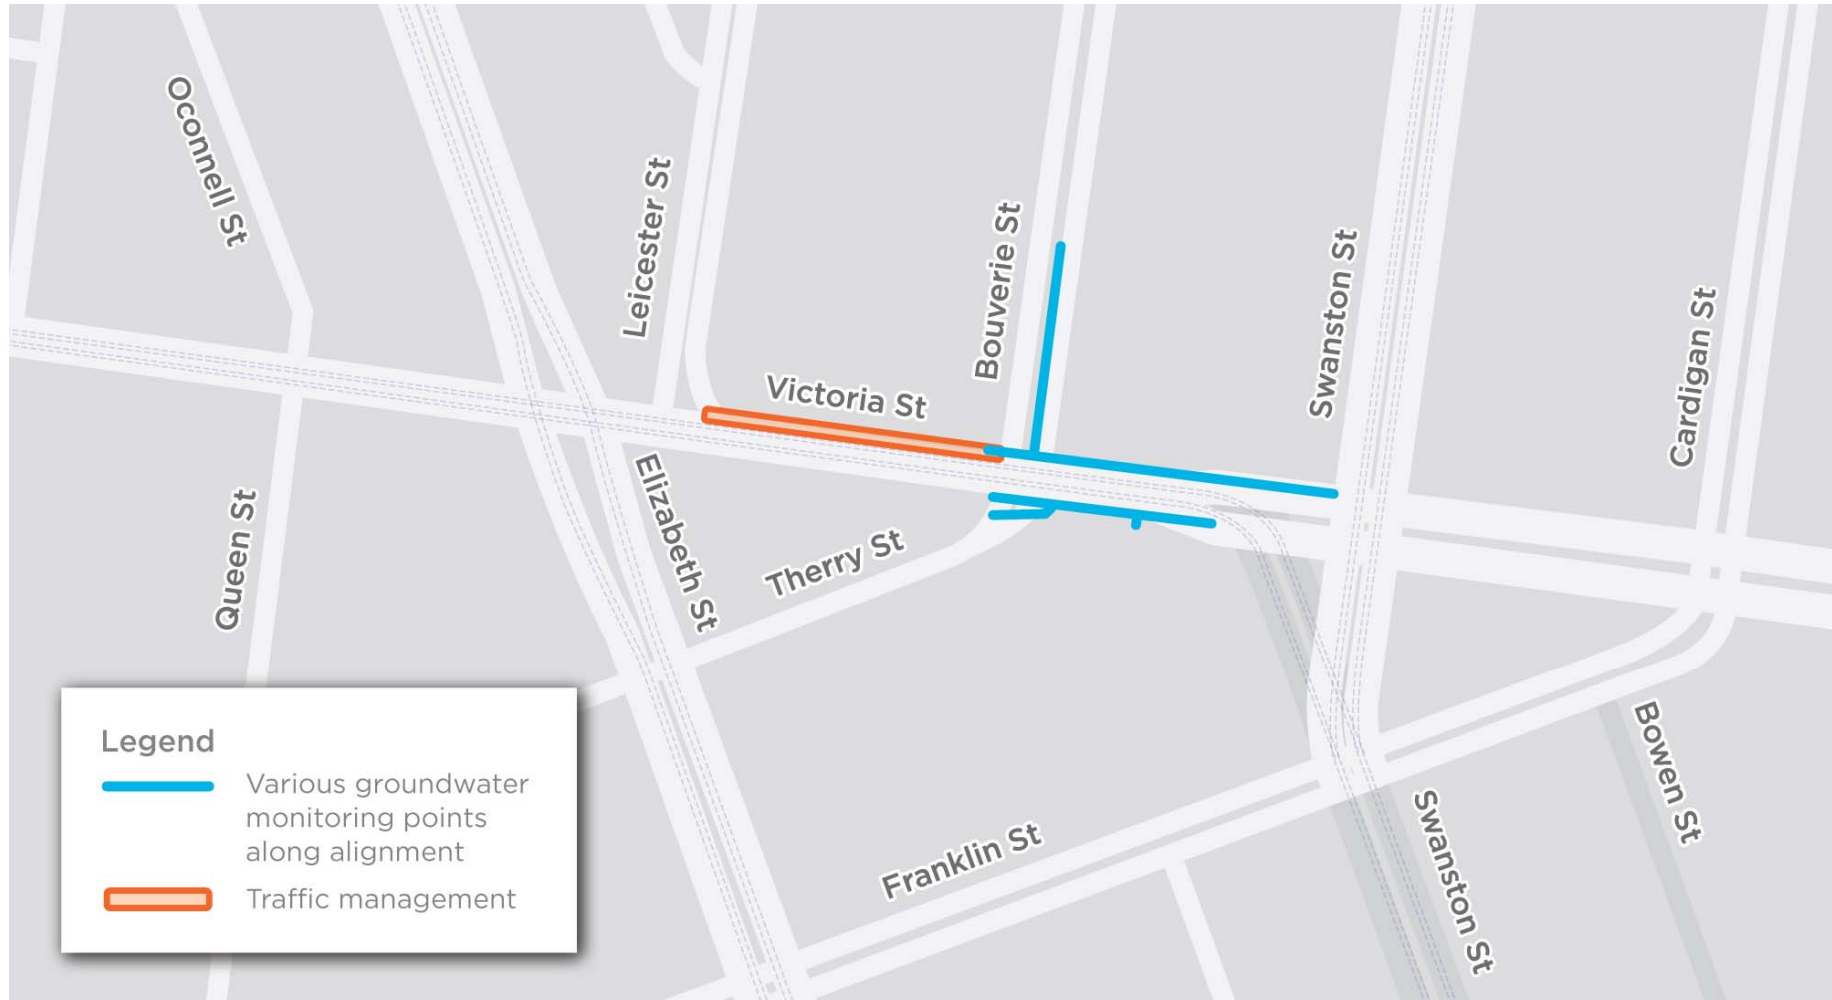 Oconnell St
Leicester St
Bouverie St
Swanston St
Cardigan St
Victoria St
Queen St
Elizabeth St
Therry St
Franklin St
Swanston St
Bowen St
Legend
Various groundwater
monitoring points
along alignment
Traffic management